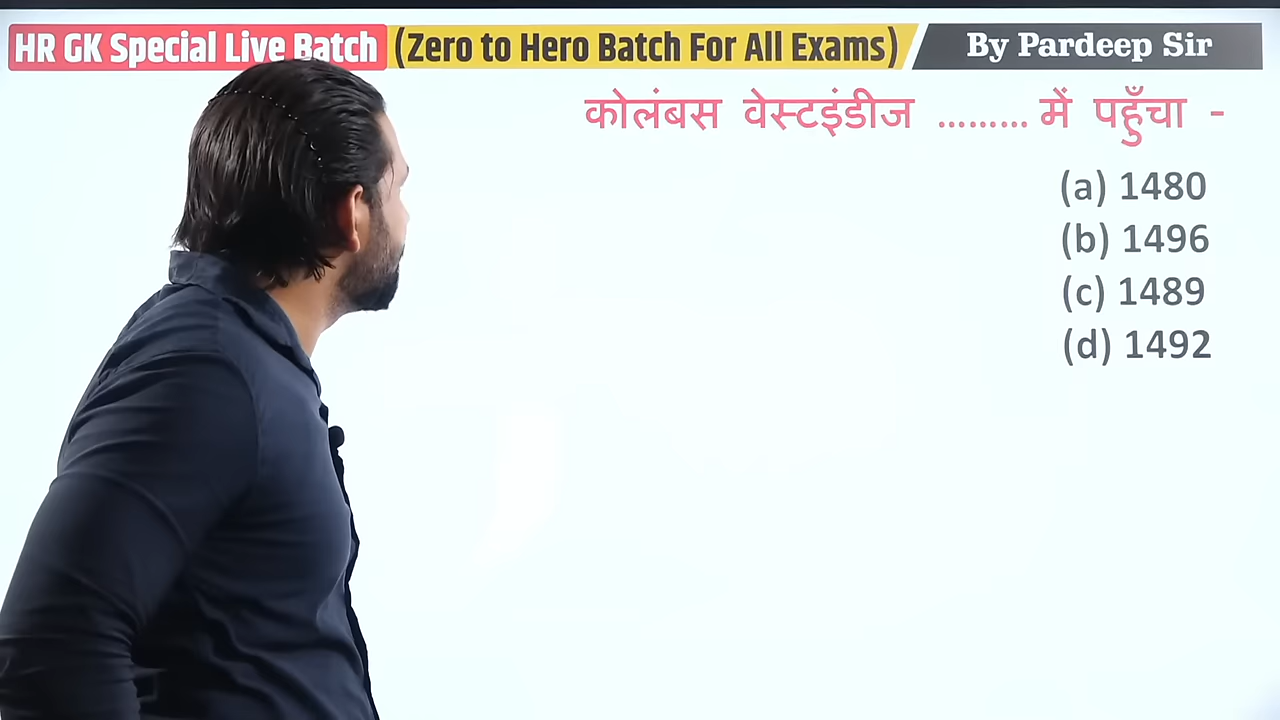 HR GK Special Live Batch (Zero to Hero Batch For All Exams) By Pardeep Sir
कोलंबस वेस्टइंडीज ......... में पहुँचा -
(a) 1480
(b) 1496
(c) 1489
(d) 1492